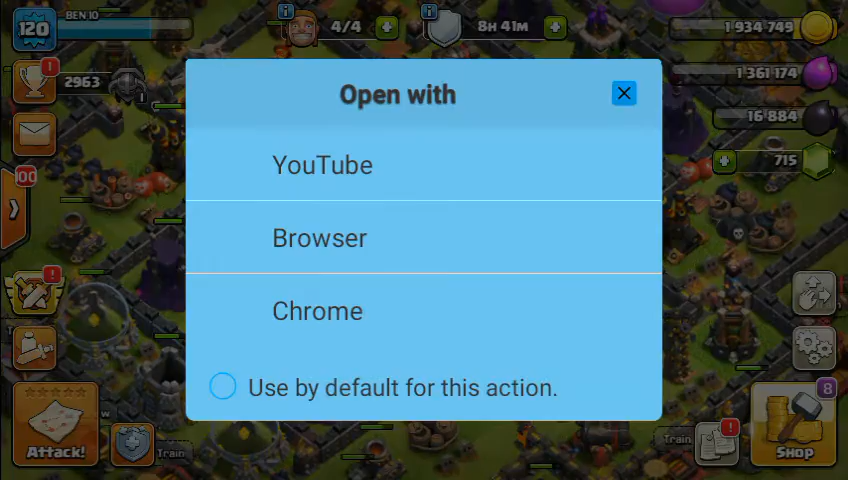 BEN 10
120
4/4
8h 41m
1 934 749
2963
1 361 174
16 884
715
100
Open with
YouTube
Browser
Chrome
Use by default for this action.
8
Attack!
Train
Train
Shop